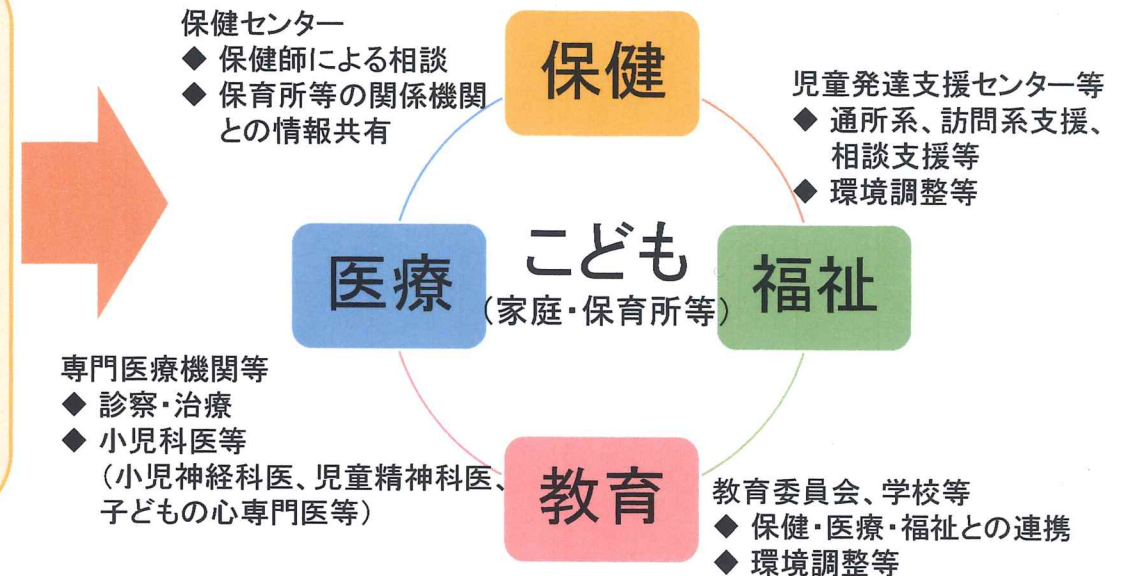 保健センター
◆ 保健師による相談
◆ 保育所等の関係機関
との情報共有
保健
児童発達支援センター等
◆ 通所系、訪問系支援、
相談支援等
◆ 環境調整等
医療
こども
（家庭・保育所等）
福祉
専門医療機関等
◆ 診察・治療
◆ 小児科医等
（小児神経科医、児童精神科医、
子どもの心専門医等）
教育
教育委員会、学校等
◆ 保健・医療・福祉との連携
◆ 環境調整等